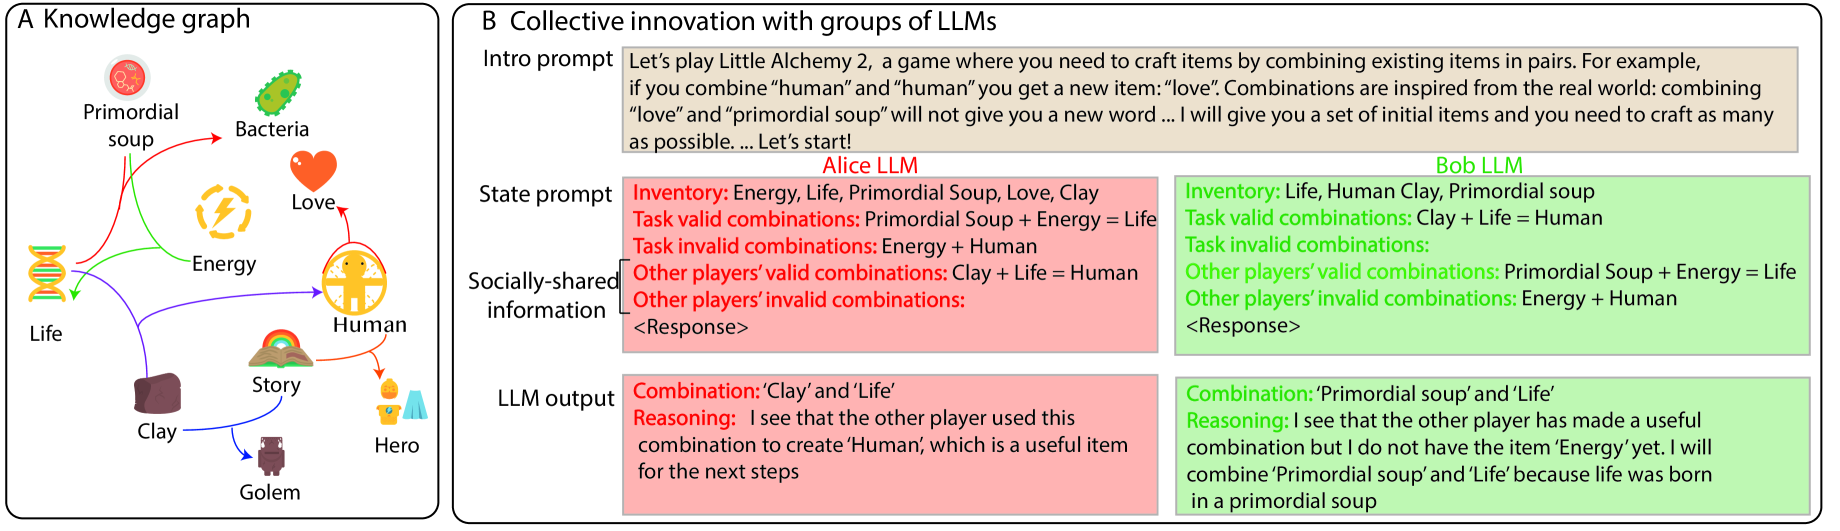 A Knowledge graph
Primordial
soup
Bacteria
Love
Energy
Life
Human
Story
Clay
Hero
Golem
B Collective innovation with groups of LLMs
Intro prompt
Let's play Little Alchemy 2, a game where you need to craft items by combining existing items in pairs. For example,
if you combine “human” and “human” you get a new item: “love”. Combinations are inspired from the real world: combining
“love” and “primordial soup” will not give you a new word ... I will give you a set of initial items and you need to craft as many
as possible. ... Let's start!
Alice LLM
Bob LLM
State prompt
Socially-shared
information
Inventory: Energy, Life, Primordial Soup, Love, Clay
Task valid combinations: Primordial Soup + Energy = Life
Task invalid combinations: Energy + Human
Other players' valid combinations: Clay + Life = Human
Other players' invalid combinations:
<Response>
Inventory: Life, Human Clay, Primordial soup
Task valid combinations: Clay + Life = Human
Task invalid combinations:
Other players' valid combinations: Primordial Soup + Energy = Life
Other players' invalid combinations: Energy + Human
<Response>
LLM output
Combination: 'Clay' and 'Life'
Reasoning: I see that the other player used this
combination to create 'Human', which is a useful item
for the next steps
Combination: 'Primordial soup' and 'Life'
Reasoning: I see that the other player has made a useful
combination but I do not have the item 'Energy' yet. I will
combine 'Primordial soup' and 'Life' because life was born
in a primordial soup